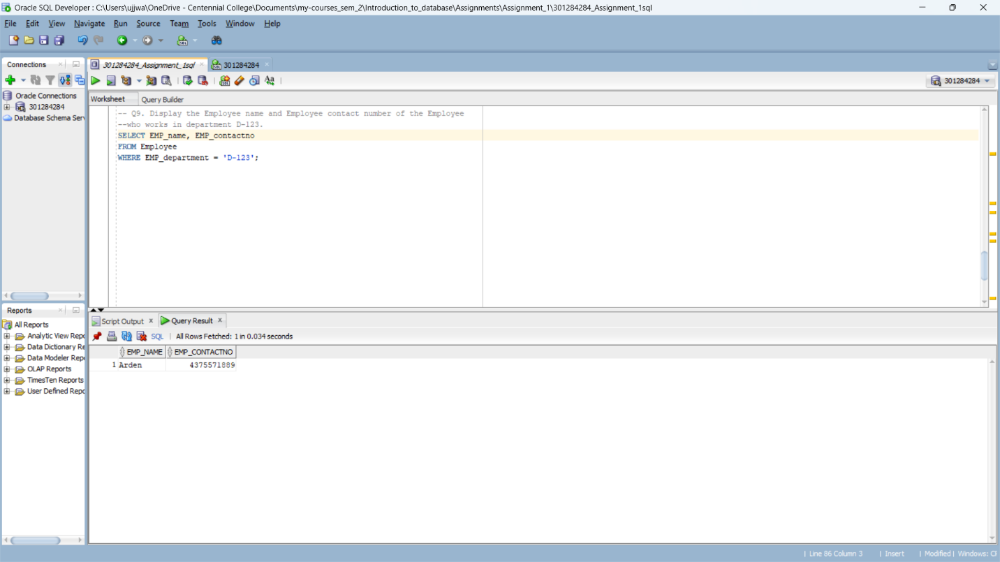 Oracle SQL Developer : C:\Users\ujjwa\OneDrive - Centennial College\Documents\my-courses_sem_2\Introduction_to_database\Assignments\Assignment_1\301284284_Assignment_1sql
File Edit View Navigate Run Source Team Tools Window Help
Connections
301284284_Assignment_1sql
301284284
301284284
Worksheet
Query Builder
Oracle Connections
301284284
Database Schema Serv
-- Q9. Display the Employee name and Employee contact number of the Employee
--who works in department D-123.
SELECT EMP_name, EMP_contactno
FROM Employee
WHERE EMP_department = 'D-123';
Reports
All Reports
Analytic View Repo
Data Dictionary Re
Data Modeler Repo
OLAP Reports
TimesTen Reports
User Defined Repo
Script Output
Query Result
SQL
All Rows Fetched: 1 in 0.034 seconds
EMP_NAME EMP_CONTACTNO
1 Arden 4375571889
Line 86 Column 3 | Insert | Modified | Windows: CF